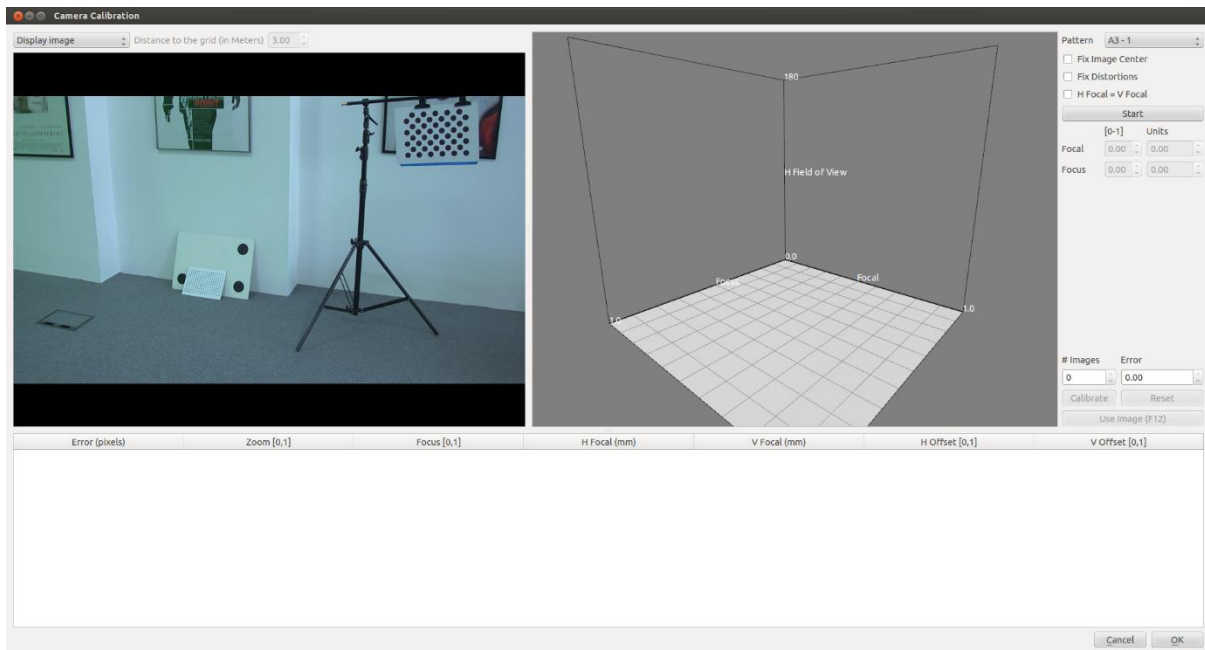 Camera Calibration
Display image
Distance to the grid (in Meters) 3.00
180
H Field of View
0.0
Focus
Focal
1.0
1.0
Pattern A3 - 1
Fix Image Center
Fix Distortions
H Focal = V Focal
Start
[0-1] Units
Focal 0.00 0.00
Focus 0.00 0.00
# Images Error
0 0.00
Calibrate Reset
Use Image (F12)
Error (pixels) Zoom [0,1] Focus [0,1] H Focal (mm) V Focal (mm) H Offset [0,1] V Offset [0,1]
Cancel OK